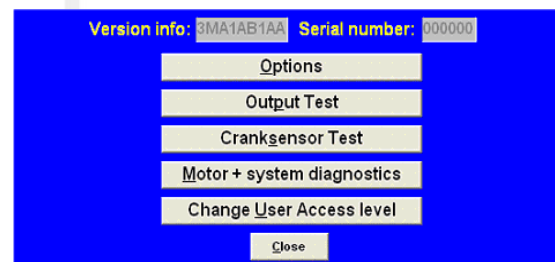 Version info: 3MA1AB1AA Serial number: 000000
Options
Output Test
Cranksensor Test
Motor + system diagnostics
Change User Access level
Close